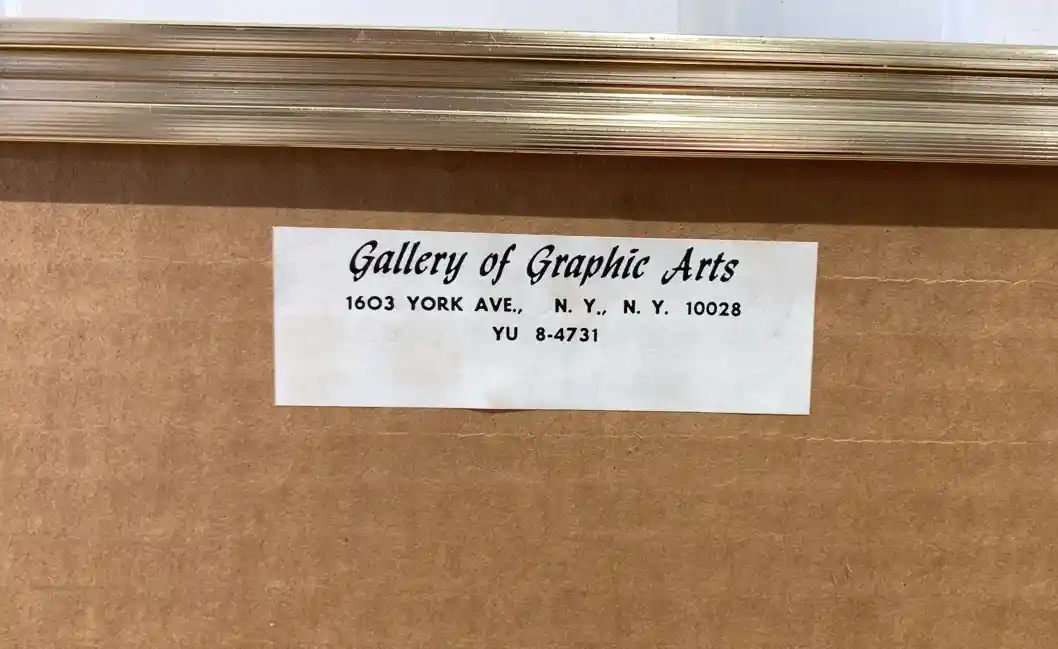 Gallery of Graphic Arts
1603 YORK AVE., N. Y., N. Y. 10028
YU 8-4731